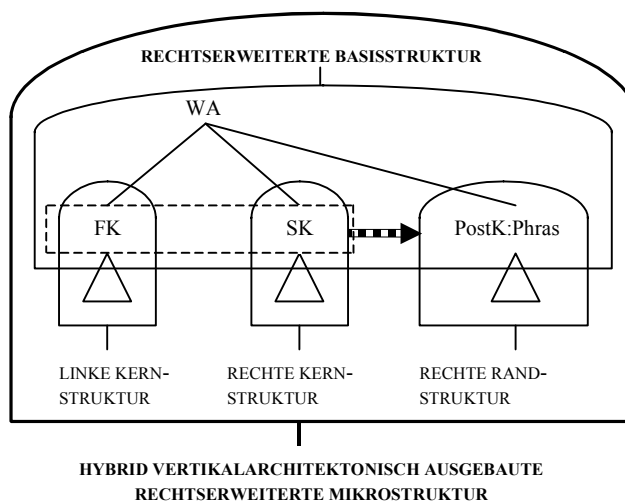 RECHTSERWEITERTE BASISSTRUKTUR
WA
FK SK PostK:Phras
LINKE KERN- RECHTE KERN- RECHTE RAND-
STRUKTUR STRUKTUR STRUKTUR
HYBRID VERTIKALARCHITEKTONISCH AUSGEBAUTE
RECHTSERWEITERTE MIKROSTRUKTUR